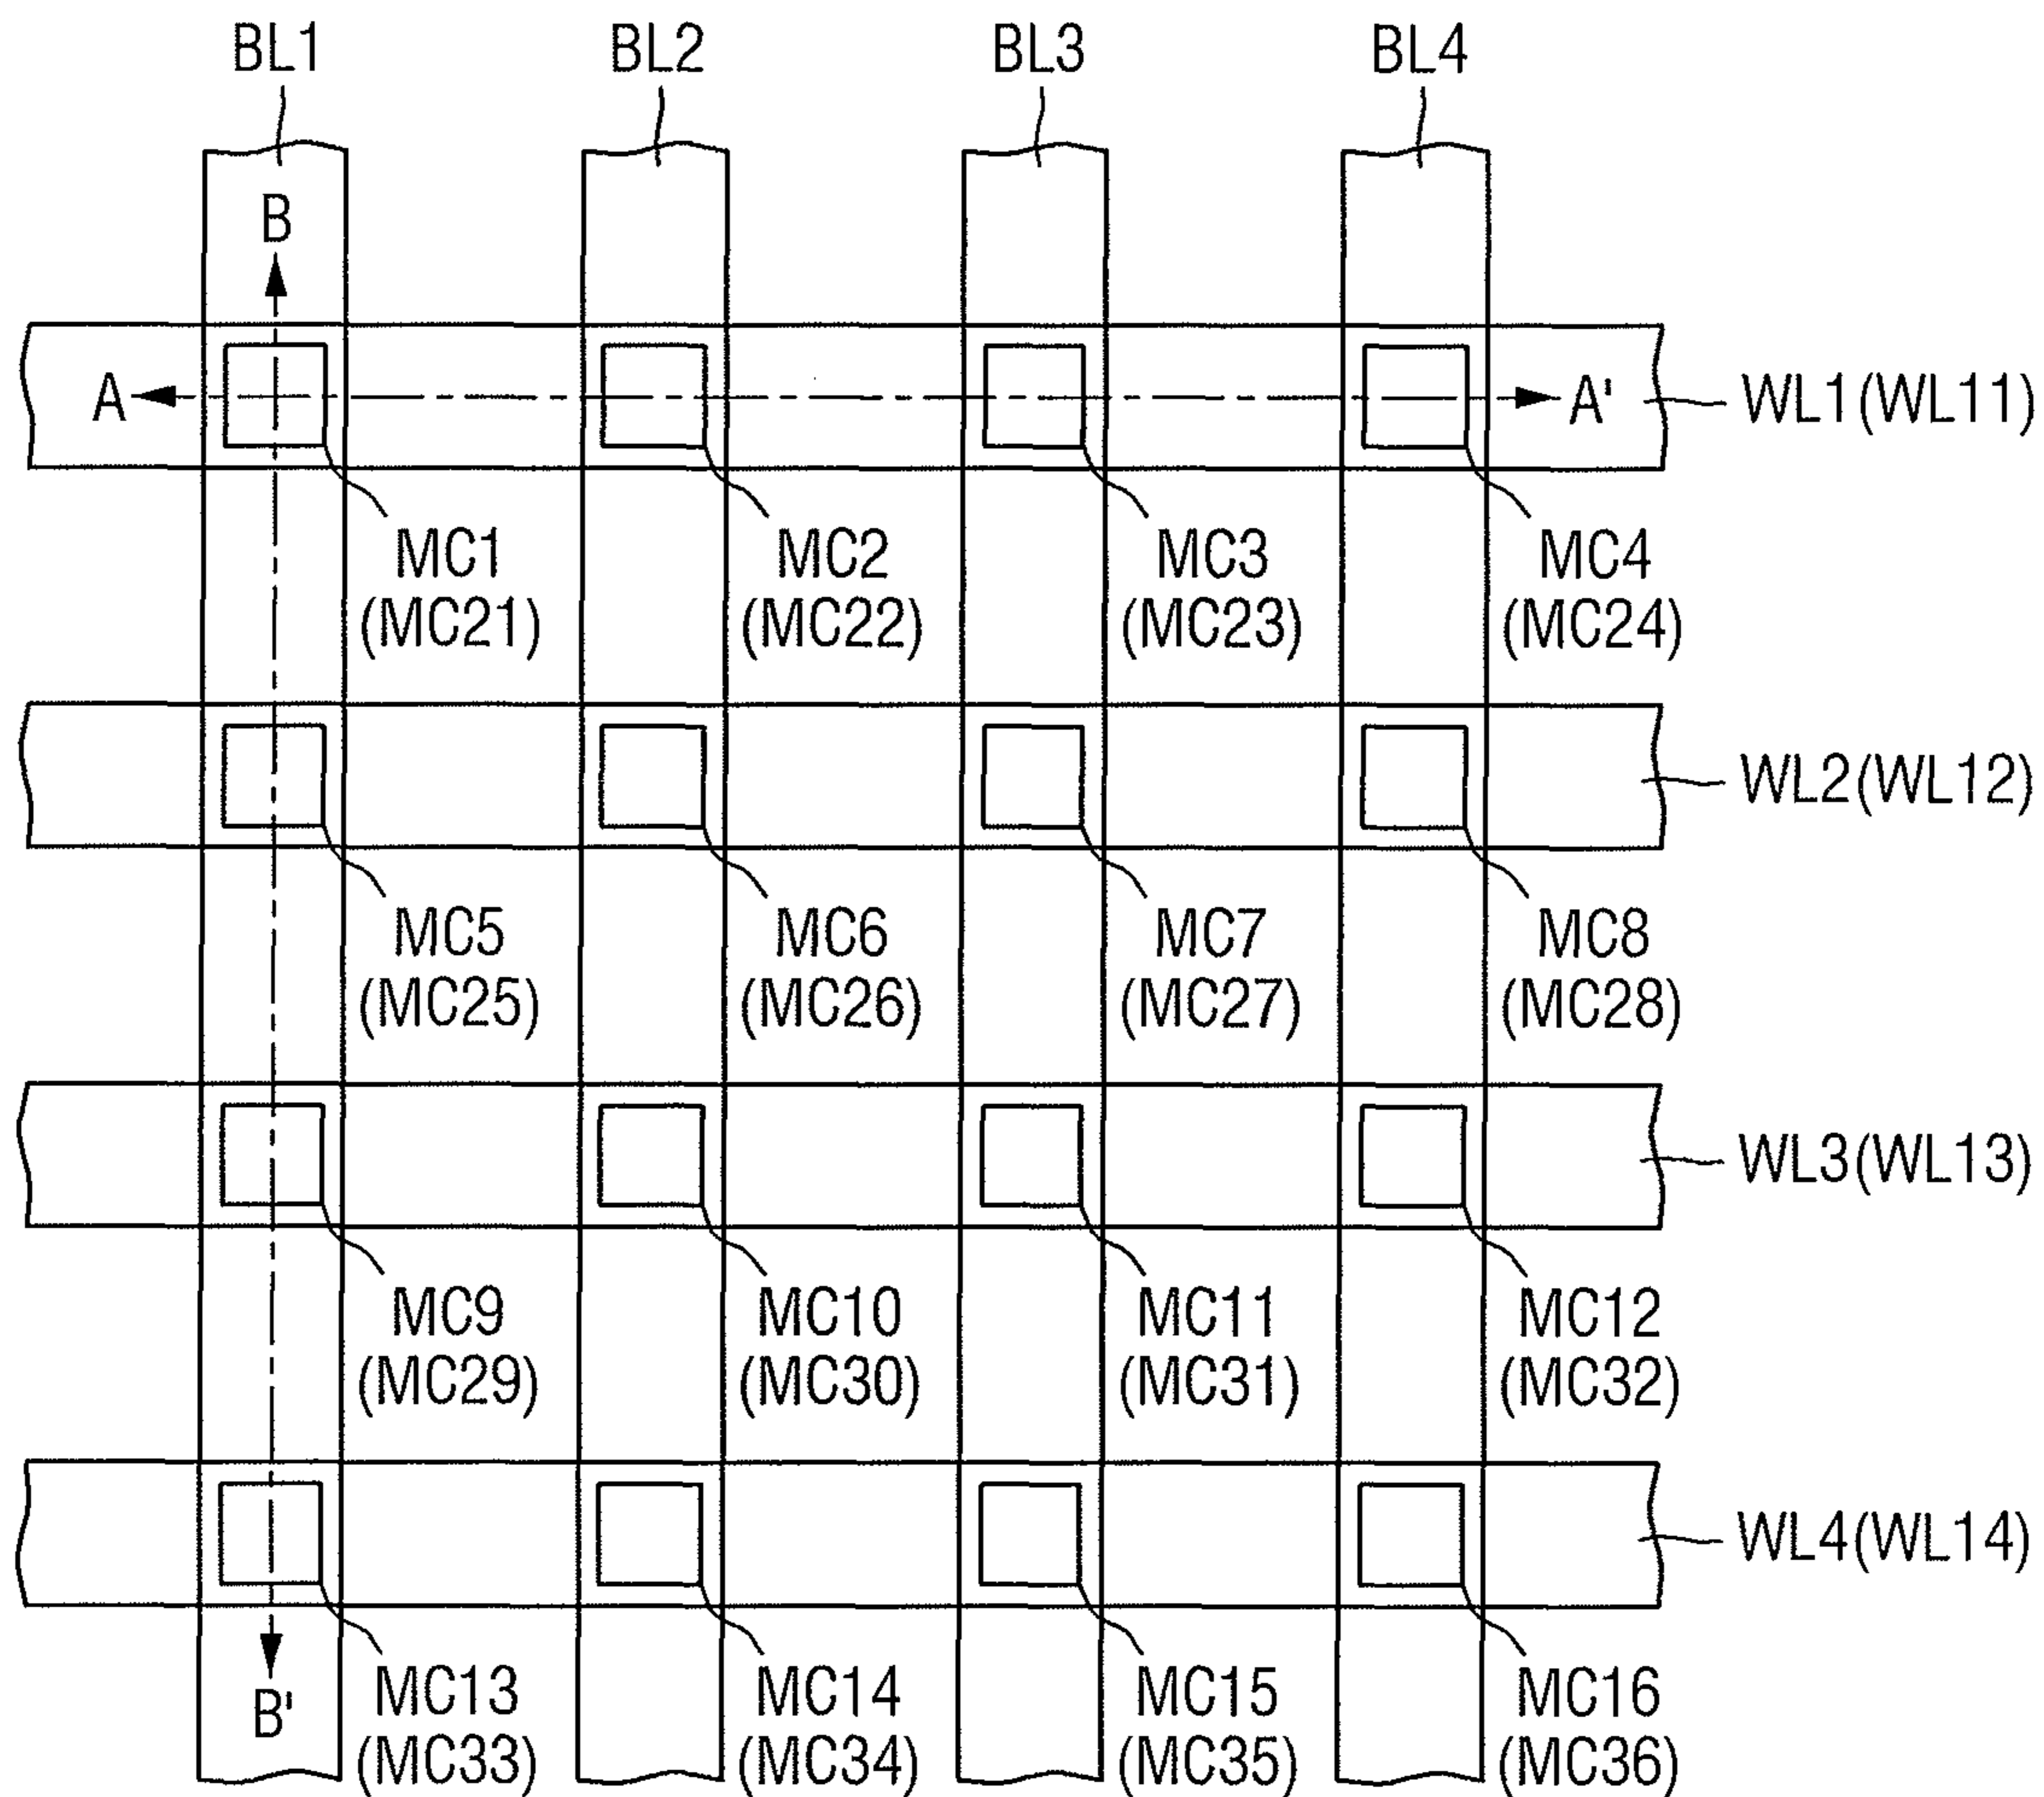 BL1 BL2 BL3 BL4
B
A A' WL1(WL11)
MC1 MC2 MC3 MC4
(MC21) (MC22) (MC23) (MC24)
WL2(WL12)
MC5 MC6 MC7 MC8
(MC25) (MC26) (MC27) (MC28)
WL3(WL13)
MC9 MC10 MC11 MC12
(MC29) (MC30) (MC31) (MC32)
WL4(WL14)
B' MC13 MC14 MC15 MC16
(MC33) (MC34) (MC35) (MC36)